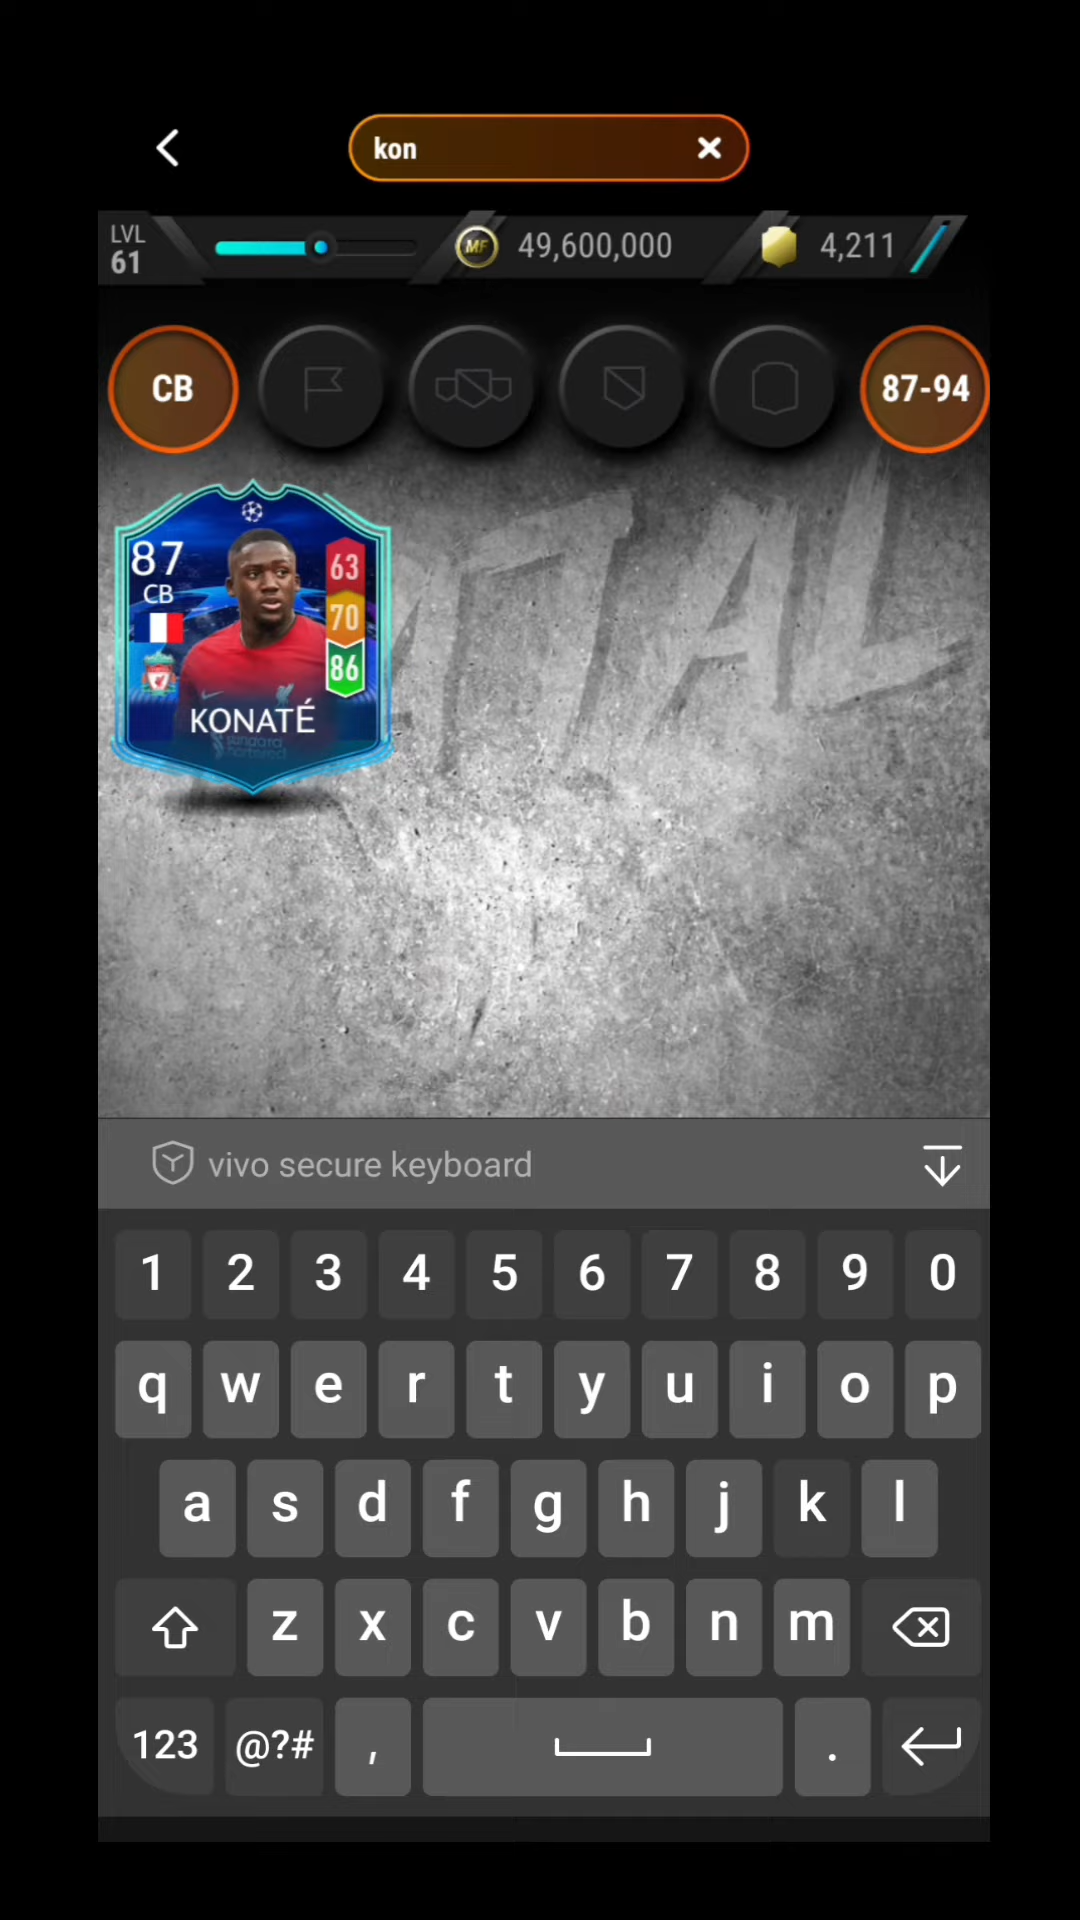 kon
LVL
61
MF
49,600,000
4,211
CB
87-94
87
CB
63
70
86
KONATÉ
vivo secure keyboard
1 2 3 4 5 6 7 8 9 0
q w e r t y u i o p
a s d f g h j k l
z x c v b n m
123 @?# , .